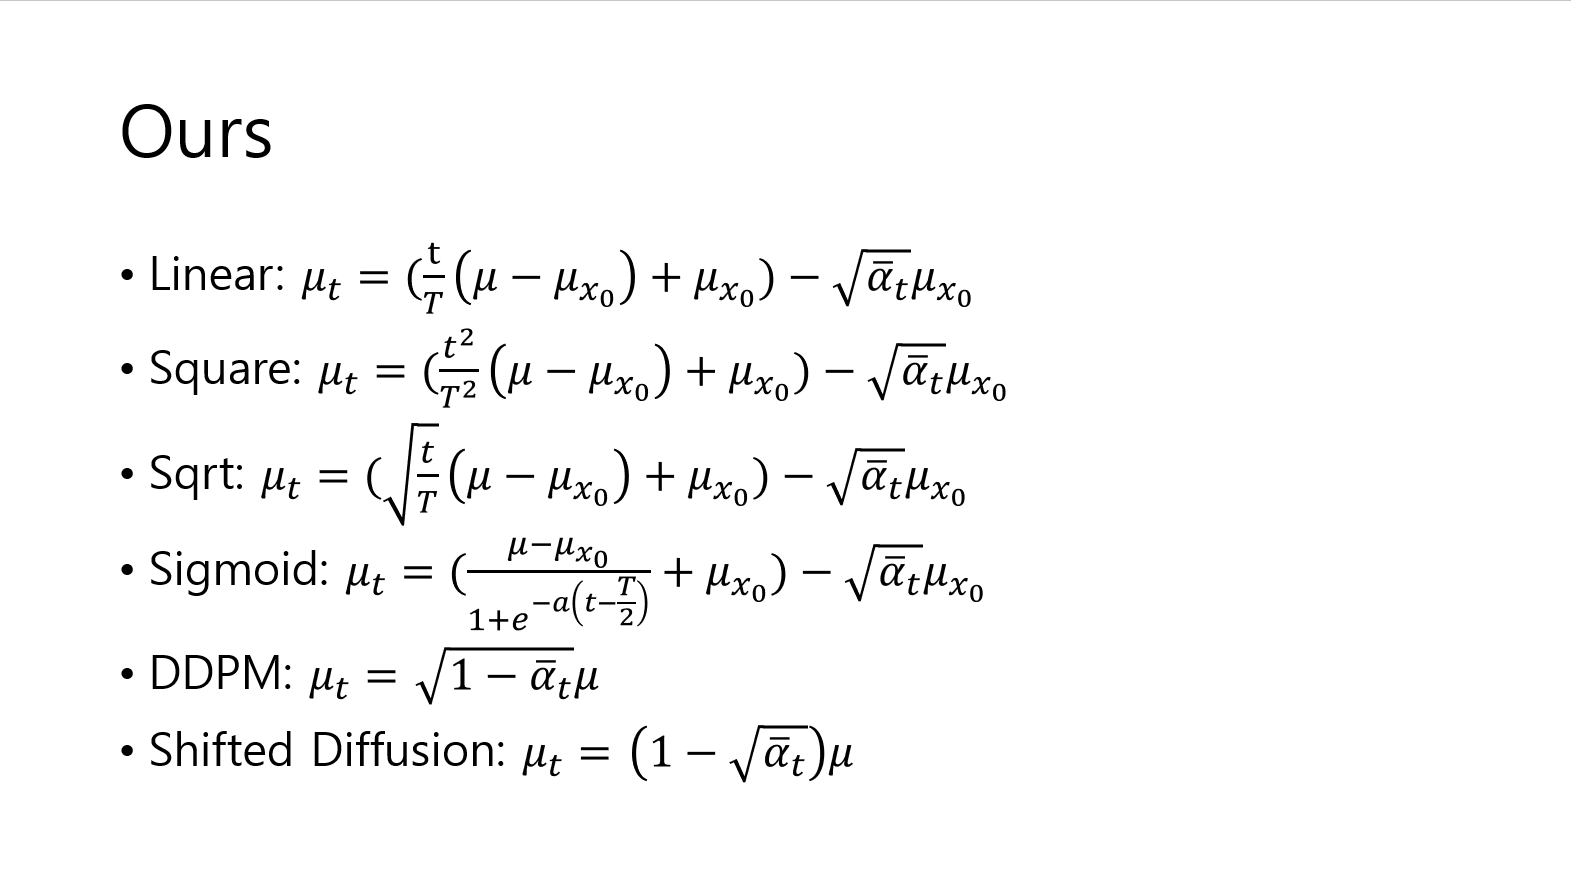 Ours
• Linear: μ_t = (t/T (μ − μ_{x_0}) + μ_{x_0}) − √(ᾱ_t) μ_{x_0}
• Square: μ_t = (t²/T² (μ − μ_{x_0}) + μ_{x_0}) − √(ᾱ_t) μ_{x_0}
• Sqrt: μ_t = (√(t/T) (μ − μ_{x_0}) + μ_{x_0}) − √(ᾱ_t) μ_{x_0}
• Sigmoid: μ_t = ((μ−μ_{x_0})/(1+e^{−a(t−T/2)}) + μ_{x_0}) − √(ᾱ_t) μ_{x_0}
• DDPM: μ_t = √(1 − ᾱ_t) μ
• Shifted Diffusion: μ_t = (1 − √(ᾱ_t)) μ